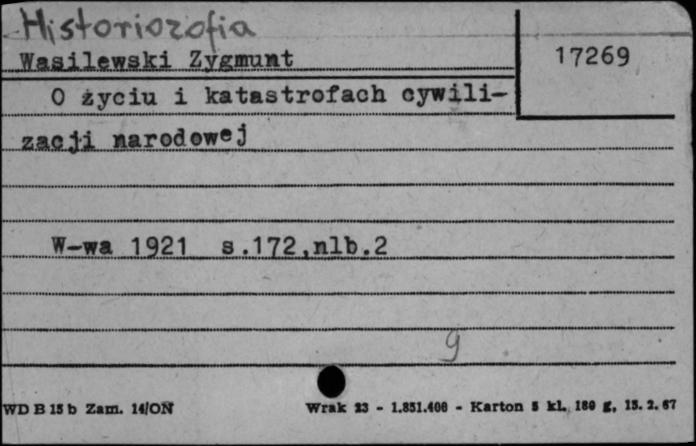 Historiozofia
Wasilewski Zygmunt
17269
O życiu i katastrofach cywili-
zacji narodowej
W-wa 1921 s.172,nlb.2
9
WD B 15 b Zam. 14/ON Wrak 23 - 1.851.400 - Karton 5 kl. 180 g, 15. 2. 67